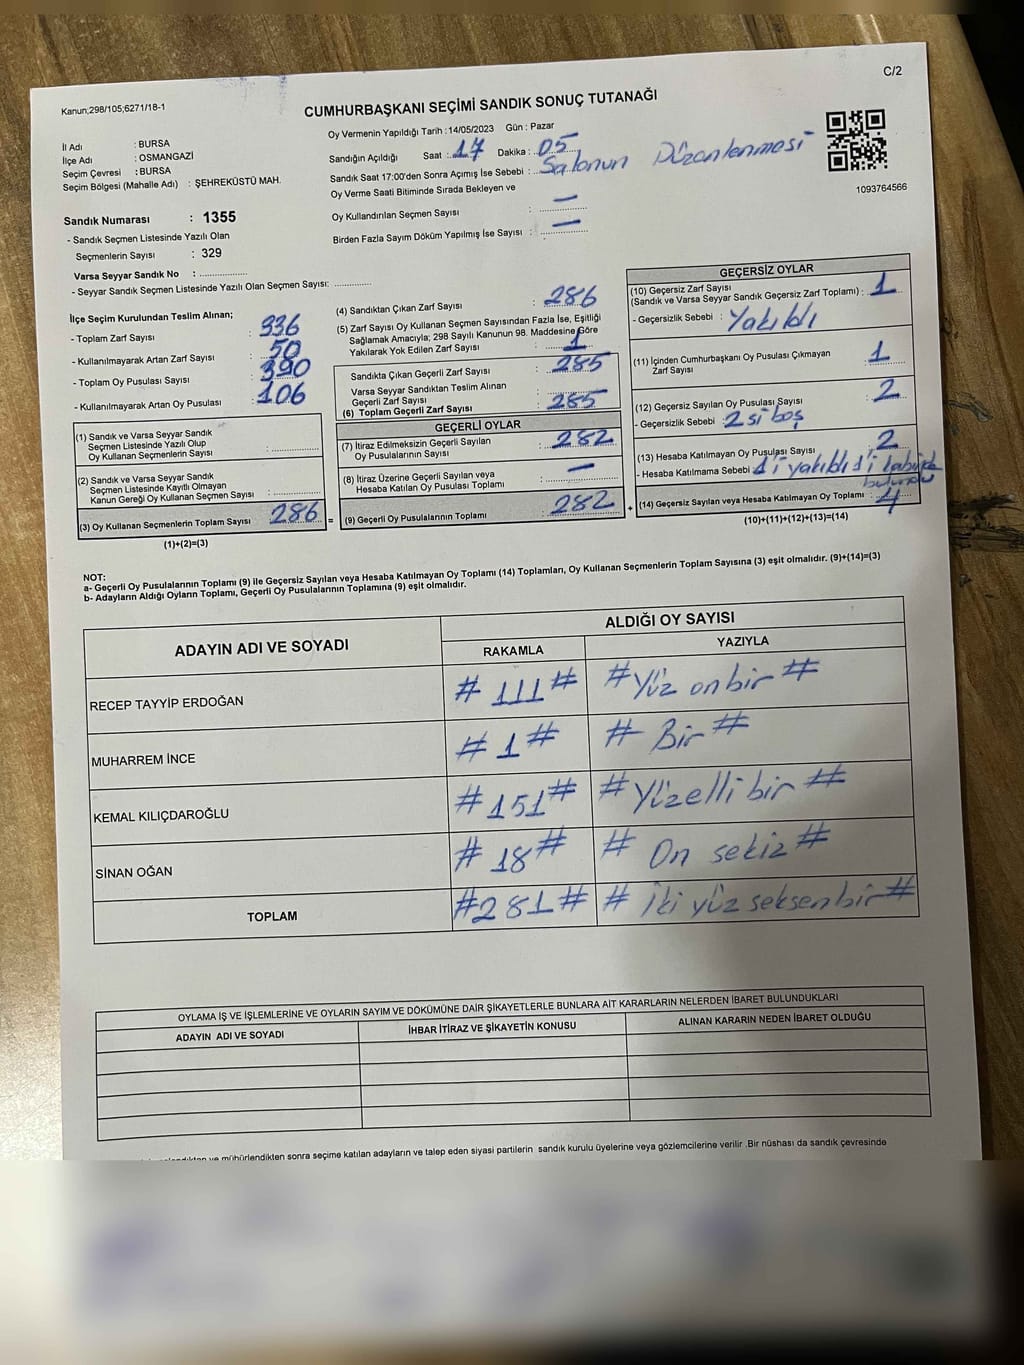 C/2
Kanun;298/105;6271/18-1
CUMHURBAŞKANI SEÇİMİ SANDIK SONUÇ TUTANAĞI
İl Adı : BURSA
İlçe Adı : OSMANGAZİ
Seçim Çevresi : BURSA
Seçim Bölgesi (Mahalle Adı) : ŞEHREKÜSTÜ MAH.
Oy Vermenin Yapıldığı Tarih : 14/05/2023 Gün : Pazar
Sandığın Açıldığı Saat : 17 Dakika : 05
Sandık Saat 17:00'den Sonra Açımış İse Sebebi : Salonun Düzenlenmesi
Oy Verme Saati Bitiminde Sırada Bekleyen ve
Oy Kullandırılan Seçmen Sayısı : —
Birden Fazla Sayım Döküm Yapılmış İse Sayısı : —
1093764566
Sandık Numarası : 1355
- Sandık Seçmen Listesinde Yazılı Olan
Seçmenlerin Sayısı : 329
Varsa Seyyar Sandık No : ..................
- Seyyar Sandık Seçmen Listesinde Yazılı Olan Seçmen Sayısı: ..............
İlçe Seçim Kurulundan Teslim Alınan;
- Toplam Zarf Sayısı : 336
- Kullanılmayarak Artan Zarf Sayısı : 50
- Toplam Oy Pusulası Sayısı : 390
- Kullanılmayarak Artan Oy Pusulası : 106
(1) Sandık ve Varsa Seyyar Sandık
Seçmen Listesinde Yazılı Olup
Oy Kullanan Seçmenlerin Sayısı : ..............
(2) Sandık ve Varsa Seyyar Sandık
Seçmen Listesinde Kayıtlı Olmayan
Kanun Gereği Oy Kullanan Seçmen Sayısı : ..............
(3) Oy Kullanan Seçmenlerin Toplam Sayısı : 286 =
(1)+(2)=(3)
(4) Sandıktan Çıkan Zarf Sayısı : 286
(5) Zarf Sayısı Oy Kullanan Seçmen Sayısından Fazla İse, Eşitliği
Sağlamak Amacıyla; 298 Sayılı Kanunun 98. Maddesine Göre
Yakılarak Yok Edilen Zarf Sayısı : 1
Sandıkta Çıkan Geçerli Zarf Sayısı : 285
Varsa Seyyar Sandıktan Teslim Alınan
Geçerli Zarf Sayısı
(6) Toplam Geçerli Zarf Sayısı : 285
GEÇERLİ OYLAR
(7) İtiraz Edilmeksizin Geçerli Sayılan
Oy Pusulasının Sayısı : 282
(8) İtiraz Üzerine Geçerli Sayılan veya
Hesaba Katılan Oy Pusulası Toplamı : —
(9) Geçerli Oy Pusulalarının Toplamı : 282 +
GEÇERSİZ OYLAR
(10) Geçersiz Zarf Sayısı
(Sandık ve Varsa Seyyar Sandık Geçersiz Zarf Toplamı) : 1
- Geçersizlik Sebebi : Yakıldı
(11) İçinden Cumhurbaşkanı Oy Pusulası Çıkmayan
Zarf Sayısı : 1
(12) Geçersiz Sayılan Oy Pusulası Sayısı : 2
- Geçersizlik Sebebi : 2 si boş
(13) Hesaba Katılmayan Oy Pusulası Sayısı : 2
- Hesaba Katılmama Sebebi : 1'i yakıldı 1'i kabinde
bulundu
(14) Geçersiz Sayılan veya Hesaba Katılmayan Oy Toplamı : 4
(10)+(11)+(12)+(13)=(14)
NOT:
a- Geçerli Oy Pusulalarının Toplamı (9) ile Geçersiz Sayılan veya Hesaba Katılmayan Oy Toplamı (14) Toplamları, Oy Kullanan Seçmenlerin Toplam Sayısına (3) eşit olmalıdır. (9)+(14)=(3)
b- Adayların Aldığı Oyların Toplamı, Geçerli Oy Pusulalarının Toplamına (9) eşit olmalıdır.
ADAYIN ADI VE SOYADI ALDIĞI OY SAYISI
RAKAMLA YAZIYLA
RECEP TAYYİP ERDOĞAN # 111 # # Yüz onbir #
MUHARREM İNCE # 1 # # Bir #
KEMAL KILIÇDAROĞLU # 151 # # Yüzelli bir #
SİNAN OĞAN # 18 # # On sekiz #
TOPLAM #281# # İki yüz seksenbir #
OYLAMA İŞ VE İŞLEMLERİNE VE OYLARIN SAYIM VE DÖKÜMÜNE DAİR ŞİKAYETLERLE BUNLARA AİT KARARLARIN NELERDEN İBARET BULUNDUKLARI
ADAYIN ADI VE SOYADI İHBAR İTİRAZ VE ŞİKAYETİN KONUSU ALINAN KARARIN NEDEN İBARET OLDUĞU
ve mühürlendikten sonra seçime katılan adayların ve talep eden siyasi partilerin sandık kurulu üyelerine veya gözlemcilerine verilir .Bir nüshası da sandık çevresinde